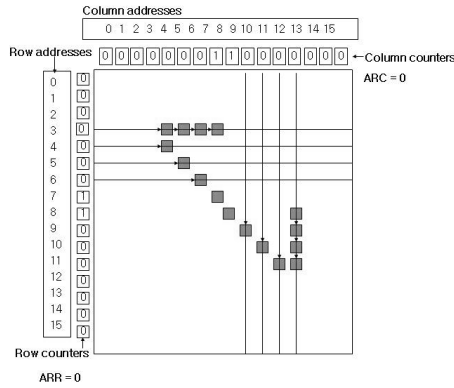 Column addresses
0 1 2 3 4 5 6 7 8 9 10 11 12 13 14 15
Row addresses
0 0 0 0 0 0 0 1 1 0 0 0 0 0 0 0
Column counters
ARC = 0
0 0
1 0
2 0
3 0
4 0
5 0
6 0
7 1
8 1
9 0
10 0
11 0
12 0
13 0
14 0
15 0
Row counters
ARR = 0